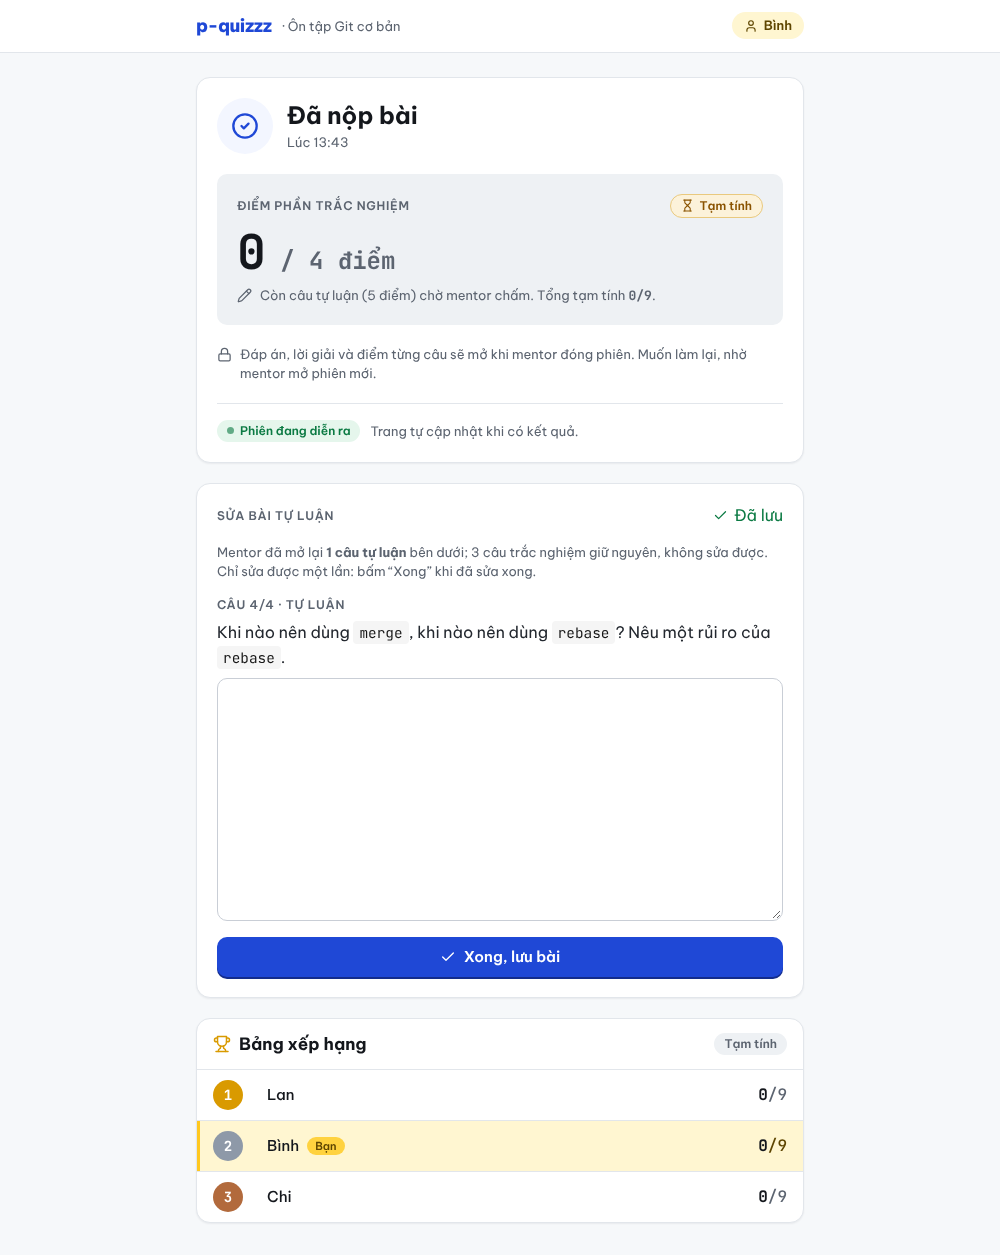 p-quizzz · Ôn tập Git cơ bản
Bình
Đã nộp bài
Lúc 13:43
ĐIỂM PHẦN TRẮC NGHIỆM
Tạm tính
0 / 4 điểm
Còn câu tự luận (5 điểm) chờ mentor chấm. Tổng tạm tính 0/9.
Đáp án, lời giải và điểm từng câu sẽ mở khi mentor đóng phiên. Muốn làm lại, nhờ
mentor mở phiên mới.
Phiên đang diễn ra
Trang tự cập nhật khi có kết quả.
SỬA BÀI TỰ LUẬN
Đã lưu
Mentor đã mở lại 1 câu tự luận bên dưới; 3 câu trắc nghiệm giữ nguyên, không sửa được.
Chỉ sửa được một lần: bấm “Xong” khi đã sửa xong.
CÂU 4/4 · TỰ LUẬN
Khi nào nên dùng merge, khi nào nên dùng rebase? Nêu một rủi ro của
rebase.
Xong, lưu bài
Bảng xếp hạng
Tạm tính
1 Lan 0/9
2 Bình Bạn 0/9
3 Chi 0/9